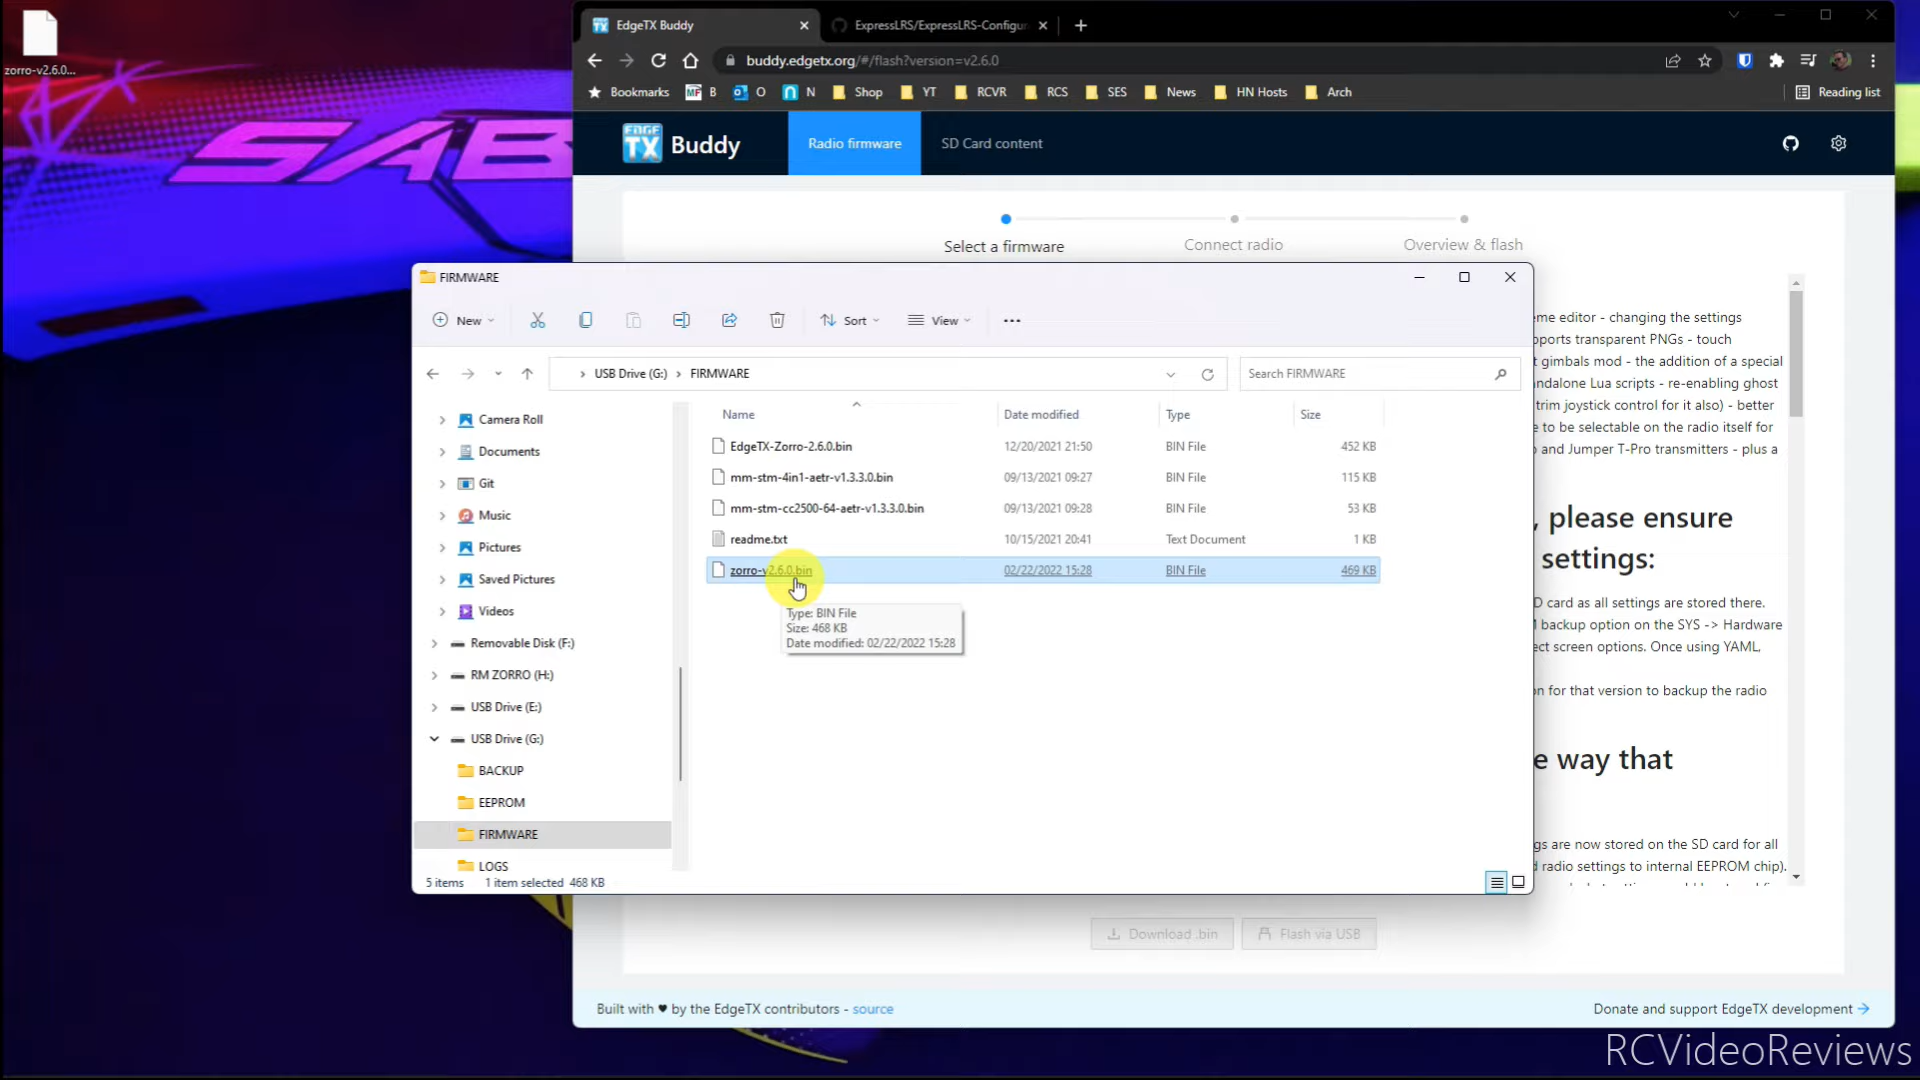 zorro-v2.6.0...
SAB
EdgeTX Buddy
ExpressLRS/ExpressLRS-Configur
buddy.edgetx.org/#/flash?version=v2.6.0
Bookmarks
B
O
N
Shop
YT
RCVR
RCS
SES
News
HN Hosts
Arch
Reading list
EDGE TX Buddy
Radio firmware
SD Card content
Select a firmware
Connect radio
Overview & flash
FIRMWARE
New
Sort
View
USB Drive (G:) > FIRMWARE
Search FIRMWARE
Camera Roll
Documents
Git
Music
Pictures
Saved Pictures
Videos
Removable Disk (F:)
RM ZORRO (H:)
USB Drive (E:)
USB Drive (G:)
BACKUP
EEPROM
FIRMWARE
LOGS
Name Date modified Type Size
EdgeTX-Zorro-2.6.0.bin 12/20/2021 21:50 BIN File 452 KB
mm-stm-4in1-aetr-v1.3.3.0.bin 09/13/2021 09:27 BIN File 115 KB
mm-stm-cc2500-64-aetr-v1.3.3.0.bin 09/13/2021 09:28 BIN File 53 KB
readme.txt 10/15/2021 20:41 Text Document 1 KB
zorro-v2.6.0.bin 02/22/2022 15:28 BIN File 469 KB
Type: BIN File
Size: 468 KB
Date modified: 02/22/2022 15:28
5 items 1 item selected 468 KB
eme editor - changing the settings
pports transparent PNGs - touch
t gimbals mod - the addition of a special
ndalone Lua scripts - re-enabling ghost
trim joystick control for it also) - better
e to be selectable on the radio itself for
o and Jumper T-Pro transmitters - plus a
, please ensure
settings:
D card as all settings are stored there.
M backup option on the SYS -> Hardware
ect screen options. Once using YAML,
on for that version to backup the radio
e way that
gs are now stored on the SD card for all
d radio settings to internal EEPROM chip).
Download .bin
Flash via USB
Built with ♥ by the EdgeTX contributors - source
Donate and support EdgeTX development →
RCVideoReviews